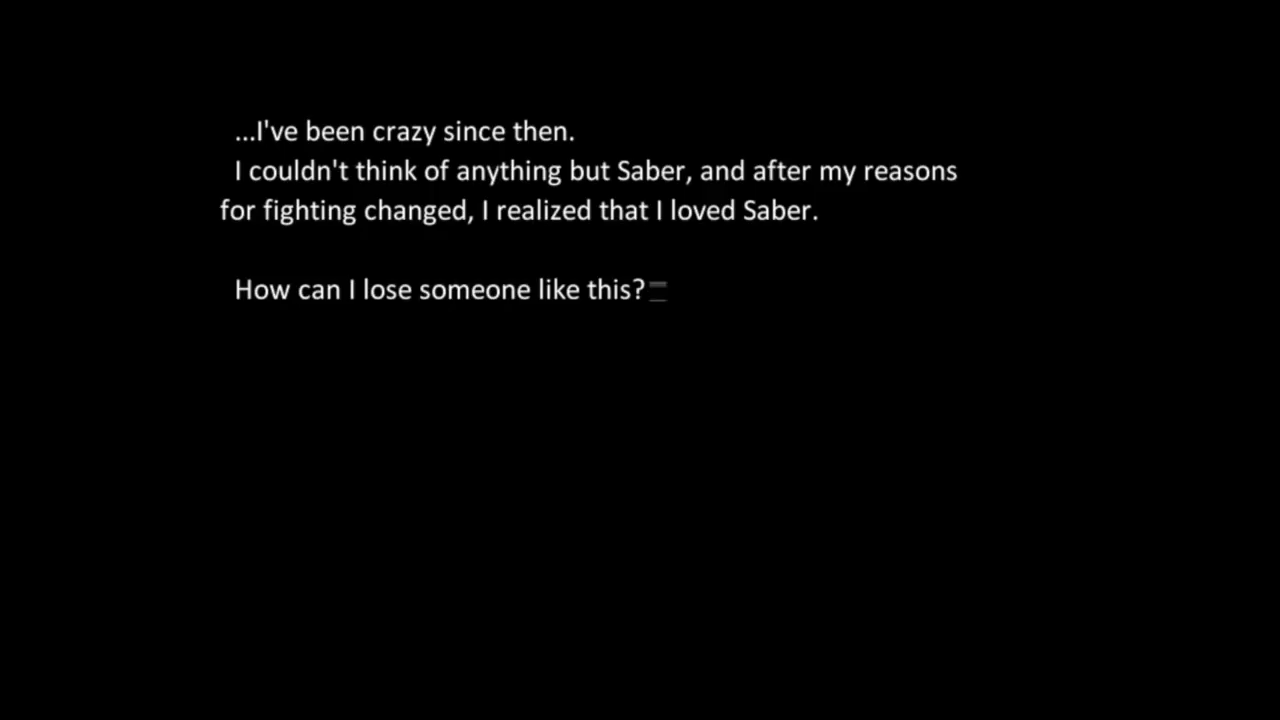 ...I've been crazy since then.
I couldn't think of anything but Saber, and after my reasons
for fighting changed, I realized that I loved Saber.
How can I lose someone like this?